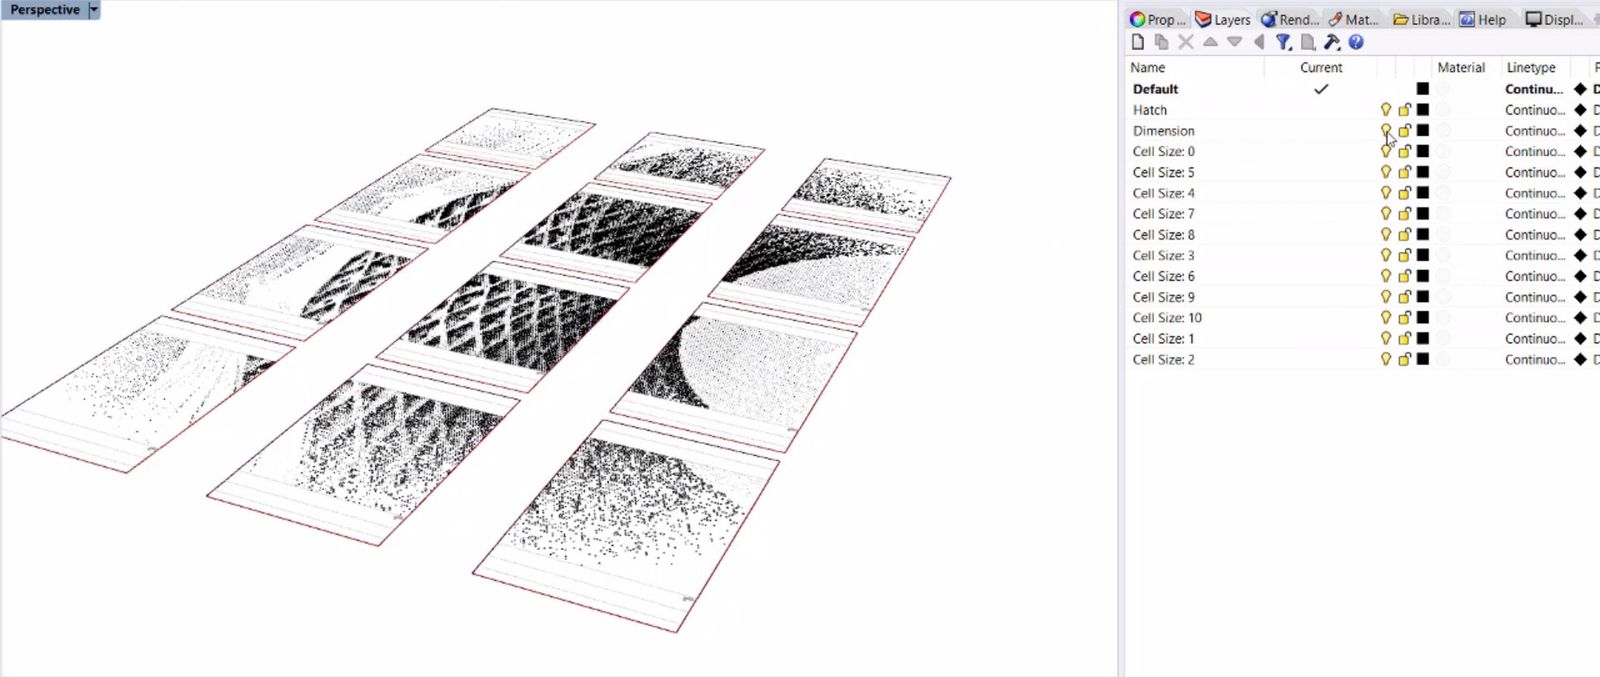 Perspective
Prop... Layers Rend... Mat... Libra... Help Displ...
Name Current Material Linetype P
Default Continu... D
Hatch Continuo... D
Dimension Continuo... D
Cell Size: 0 Continuo... D
Cell Size: 5 Continuo... D
Cell Size: 4 Continuo... D
Cell Size: 7 Continuo... D
Cell Size: 8 Continuo... D
Cell Size: 3 Continuo... D
Cell Size: 6 Continuo... D
Cell Size: 9 Continuo... D
Cell Size: 10 Continuo... D
Cell Size: 1 Continuo... D
Cell Size: 2 Continuo... D